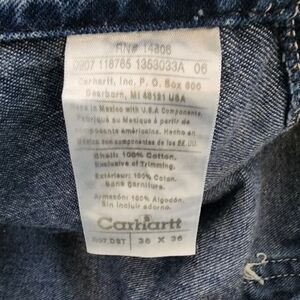 RN# 14806
0907 118765 1353033A 06
Carhartt, Inc. P. O. Box 600
Dearborn, MI 48121 USA
Made in Mexico with U.S.A Components.
Fabriqué au Mexique à partir de
composants américains. Hecho en
México con componentes de los EE. UU.
Shell: 100% Cotton.
Exclusive of Trimming.
Extérieur: 100% Coton.
Sans garniture.
Armazón: 100% Algodón.
Sin incluir adorno.
Carhartt
DST
36 X 36